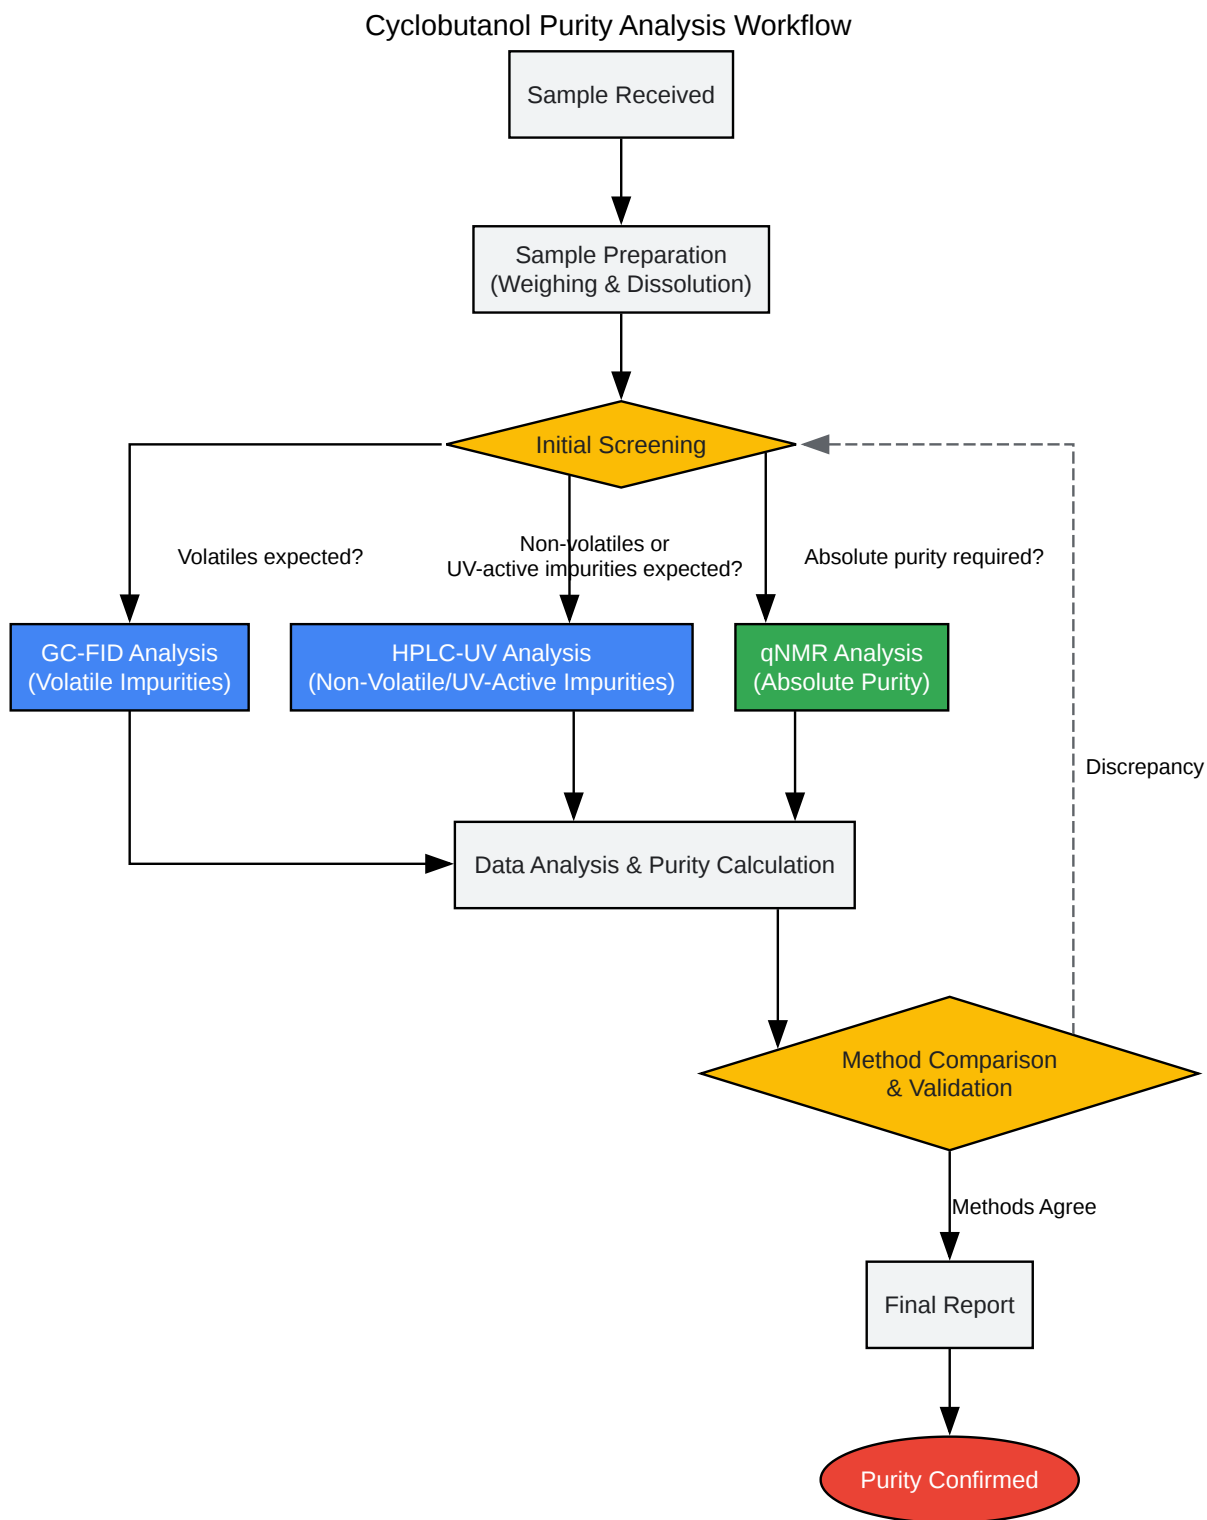 Cyclobutanol Purity Analysis Workflow
Sample Received
Sample Preparation
(Weighing & Dissolution)
Initial Screening
Volatiles expected?
Non-volatiles or
UV-active impurities expected?
Absolute purity required?
GC-FID Analysis
(Volatile Impurities)
HPLC-UV Analysis
(Non-Volatile/UV-Active Impurities)
qNMR Analysis
(Absolute Purity)
Discrepancy
Data Analysis & Purity Calculation
Method Comparison
& Validation
Methods Agree
Final Report
Purity Confirmed